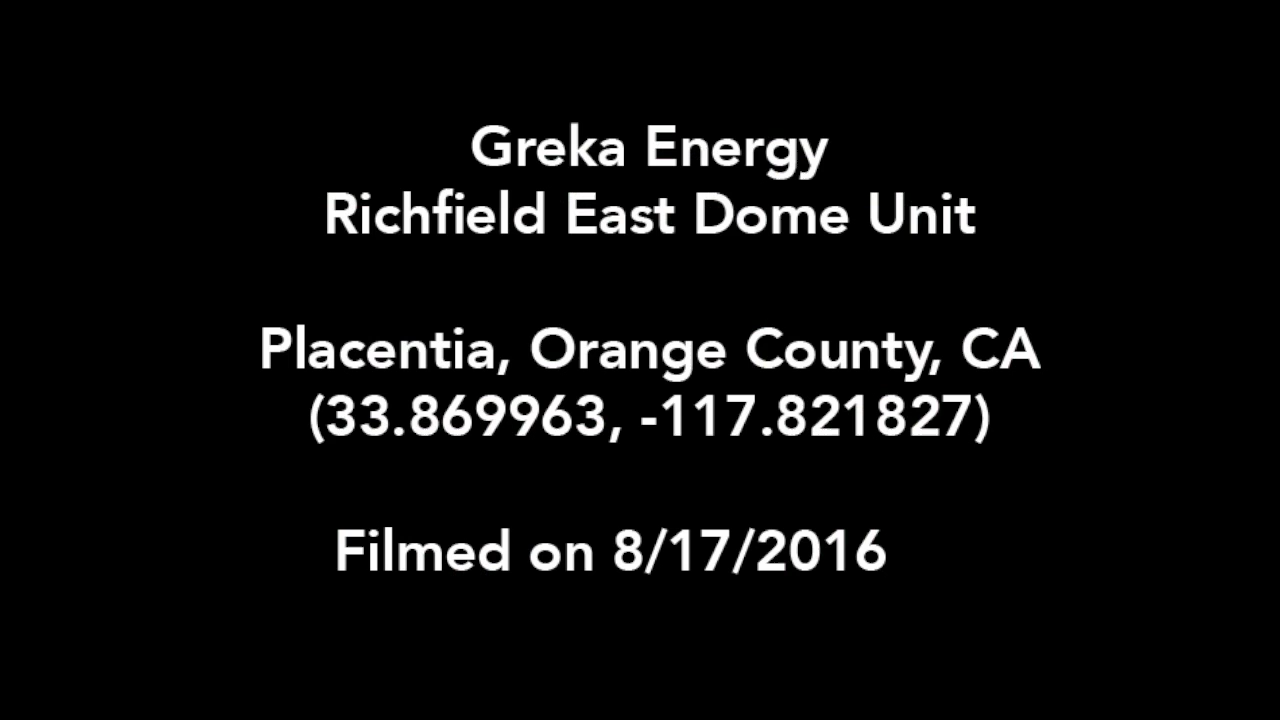 Greka Energy
Richfield East Dome Unit
Placentia, Orange County, CA
(33.869963, -117.821827)
Filmed on 8/17/2016